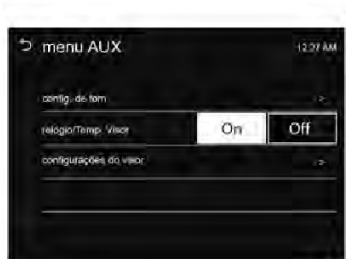 menu AUX 12:27 AM
config. de tom >
relógio/Temp. Visor On Off
configurações do visor >